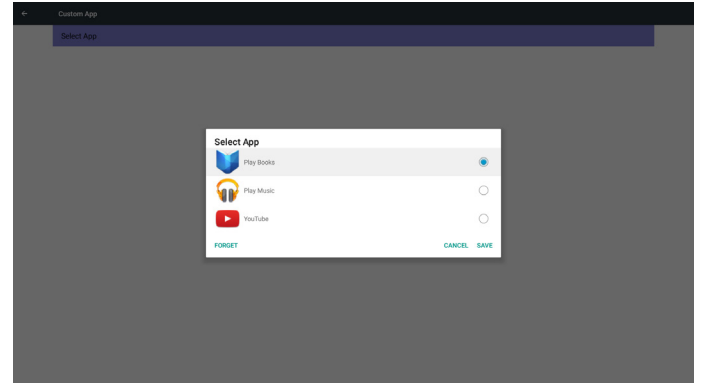 Custom App
Select App
Select App
Play Books
Play Music
YouTube
FORGET CANCEL SAVE